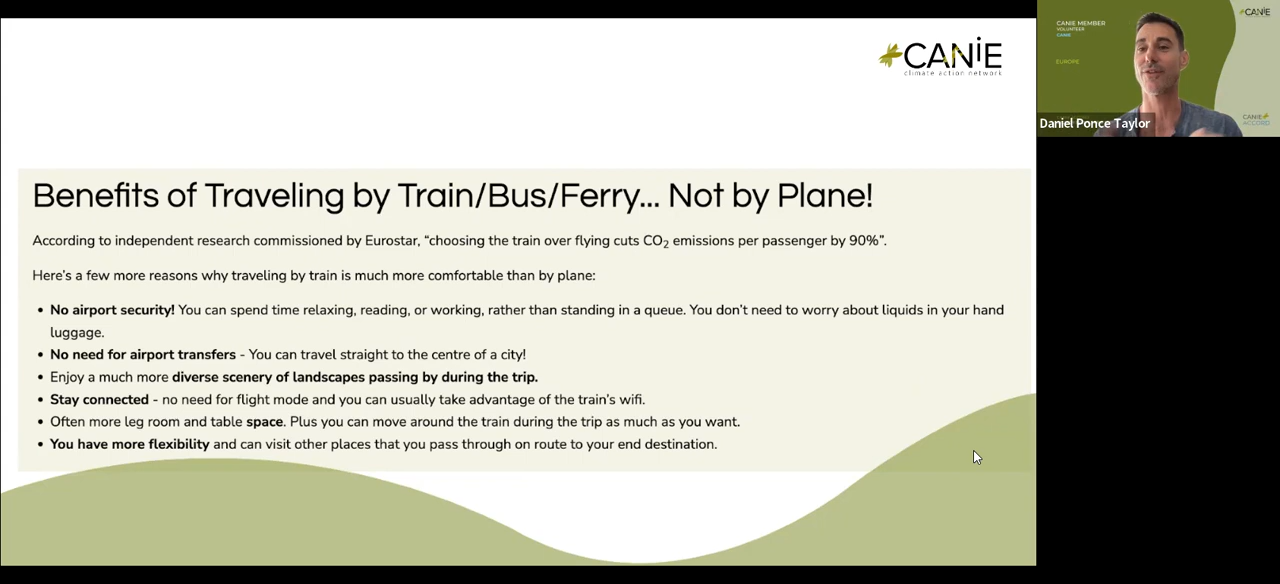 CANIE
climate action network
Benefits of Traveling by Train/Bus/Ferry... Not by Plane!
According to independent research commissioned by Eurostar, “choosing the train over flying cuts CO₂ emissions per passenger by 90%”.
Here's a few more reasons why traveling by train is much more comfortable than by plane:
• No airport security! You can spend time relaxing, reading, or working, rather than standing in a queue. You don't need to worry about liquids in your hand
luggage.
• No need for airport transfers - You can travel straight to the centre of a city!
• Enjoy a much more diverse scenery of landscapes passing by during the trip.
• Stay connected - no need for flight mode and you can usually take advantage of the train's wifi.
• Often more leg room and table space. Plus you can move around the train during the trip as much as you want.
• You have more flexibility and can visit other places that you pass through on route to your end destination.
CANIE MEMBER
VOLUNTEER
CANIE
EUROPE
CANIE
CANIE
ACCORD
Daniel Ponce Taylor